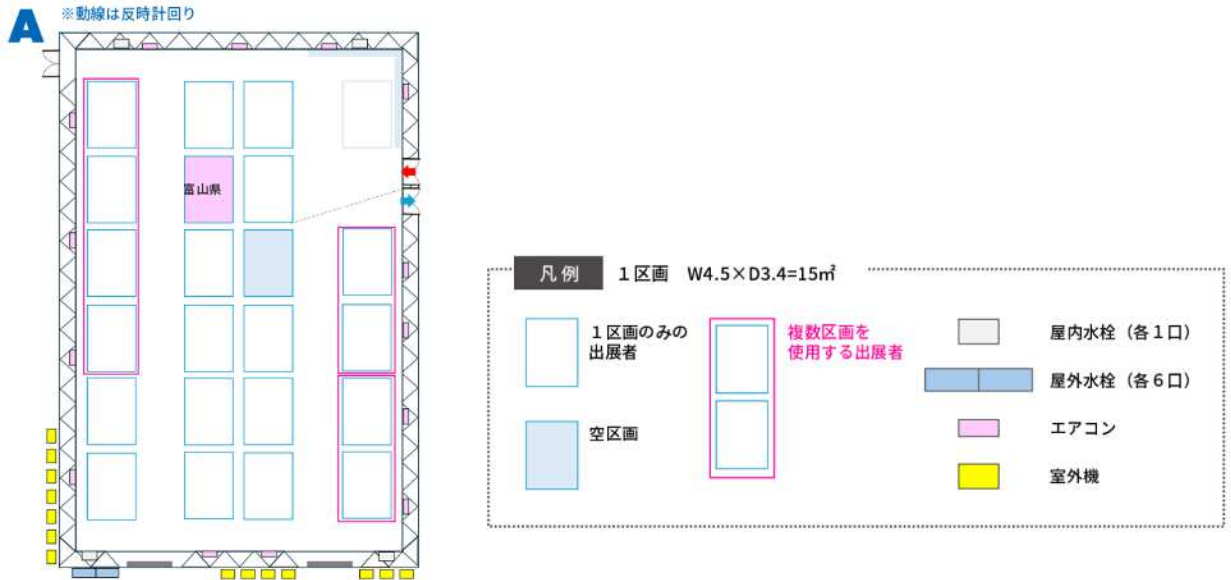 A
※動線は反時計回り
富山県
凡例
1区画 W4.5×D3.4=15㎡
1区画のみの
出展者
複数区画を
使用する出展者
空区画
屋内水栓（各１口）
屋外水栓（各６口）
エアコン
室外機